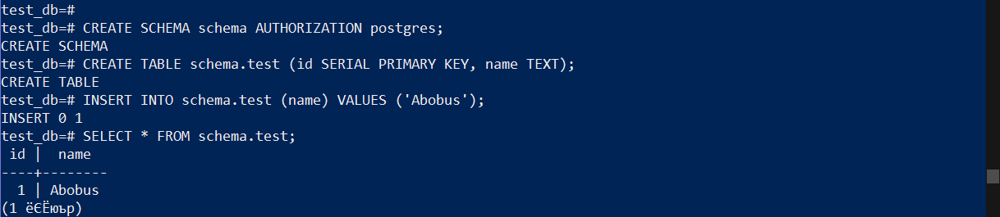 test_db=#
test_db=# CREATE SCHEMA schema AUTHORIZATION postgres;
CREATE SCHEMA
test_db=# CREATE TABLE schema.test (id SERIAL PRIMARY KEY, name TEXT);
CREATE TABLE
test_db=# INSERT INTO schema.test (name) VALUES ('Abobus');
INSERT 0 1
test_db=# SELECT * FROM schema.test;
 id |  name
----+--------
  1 | Abobus
(1 ёЄЁюър)